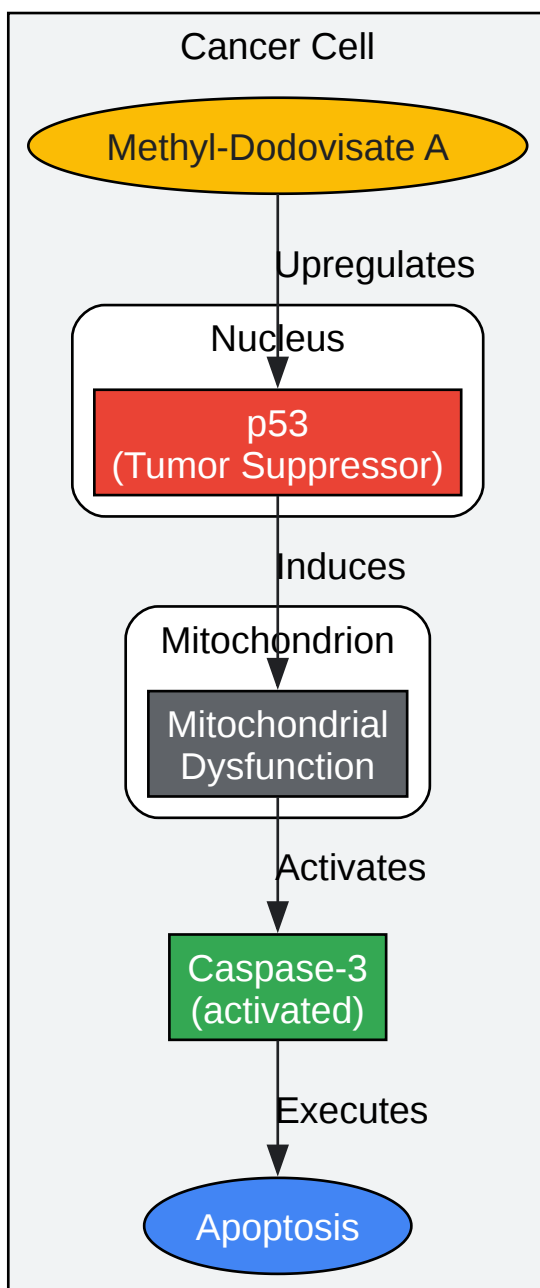 Cancer Cell
Methyl-Dodovisate A
Upregulates
Nucleus
p53
(Tumor Suppressor)
Induces
Mitochondrion
Mitochondrial
Dysfunction
Activates
Caspase-3
(activated)
Executes
Apoptosis